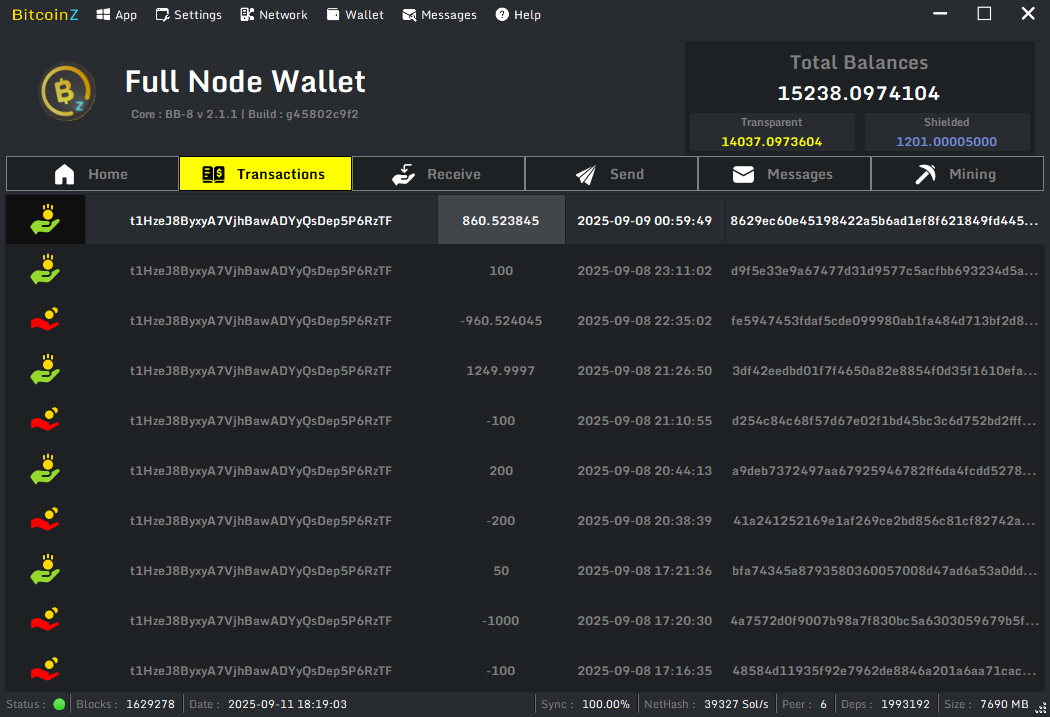 BitcoinZ App Settings Network Wallet Messages Help
Full Node Wallet
Core : BB-8 v 2.1.1 | Build : g45802c9f2
Total Balances
15238.0974104
Transparent Shielded
14037.0973604 1201.00005000
Home Transactions Receive Send Messages Mining
t1HzeJ8ByxyA7VjhBawADYyQsDep5P6RzTF 860.523845 2025-09-09 00:59:49 8629ec60e45198422a5b6ad1ef8f621849fd445...
t1HzeJ8ByxyA7VjhBawADYyQsDep5P6RzTF 100 2025-09-08 23:11:02 d9f5e33e9a67477d31d9577c5acfbb693234d5a...
t1HzeJ8ByxyA7VjhBawADYyQsDep5P6RzTF -960.524045 2025-09-08 22:35:02 fe5947453fdaf5cde099980ab1fa484d713bf2d8...
t1HzeJ8ByxyA7VjhBawADYyQsDep5P6RzTF 1249.9997 2025-09-08 21:26:50 3df42eedbd01f7f4650a82e8854f0d35f1610efa...
t1HzeJ8ByxyA7VjhBawADYyQsDep5P6RzTF -100 2025-09-08 21:10:55 d254c84c68f57d67e02f1bd45bc3c6d752bd2fff...
t1HzeJ8ByxyA7VjhBawADYyQsDep5P6RzTF 200 2025-09-08 20:44:13 a9deb7372497aa67925946782ff6da4fcdd5278...
t1HzeJ8ByxyA7VjhBawADYyQsDep5P6RzTF -200 2025-09-08 20:38:39 41a241252169e1af269ce2bd856c81cf82742a...
t1HzeJ8ByxyA7VjhBawADYyQsDep5P6RzTF 50 2025-09-08 17:21:36 bfa74345a8793580360057008d47ad6a53a0dd...
t1HzeJ8ByxyA7VjhBawADYyQsDep5P6RzTF -1000 2025-09-08 17:20:30 4a7572d0f9007b98a7f830bc5a6303059679b5f...
t1HzeJ8ByxyA7VjhBawADYyQsDep5P6RzTF -100 2025-09-08 17:16:35 48584d11935f92e7962de8846a201a6aa71cac...
Status : Blocks : 1629278 Date : 2025-09-11 18:19:03 Sync : 100.00% NetHash : 39327 Sol/s Peer : 6 Deps : 1993192 Size : 7690 MB